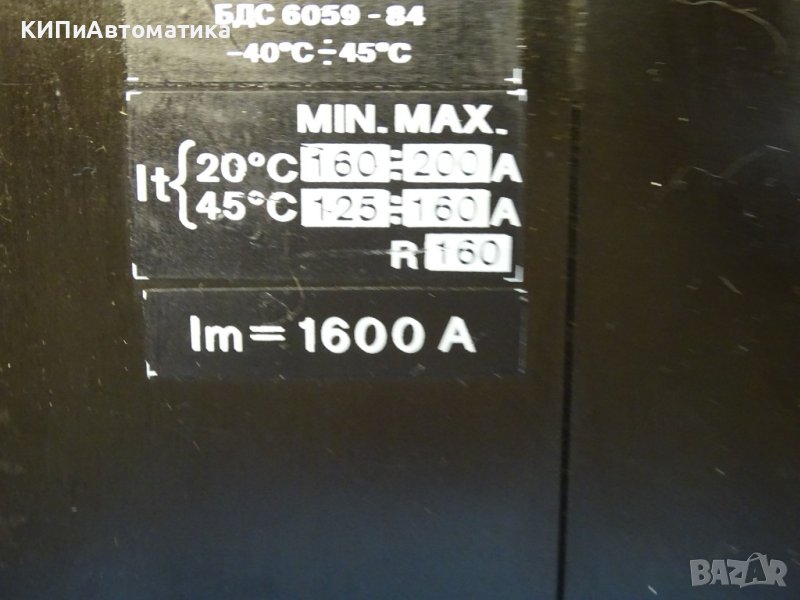 БДС 6059 - 84
КИПиАвтоматика
-40°C÷45°C
MIN. MAX.
It { 20°C 160 ÷ 200 A
45°C 125 ÷ 160 A
R 160
Im = 1600 A
BAZAR